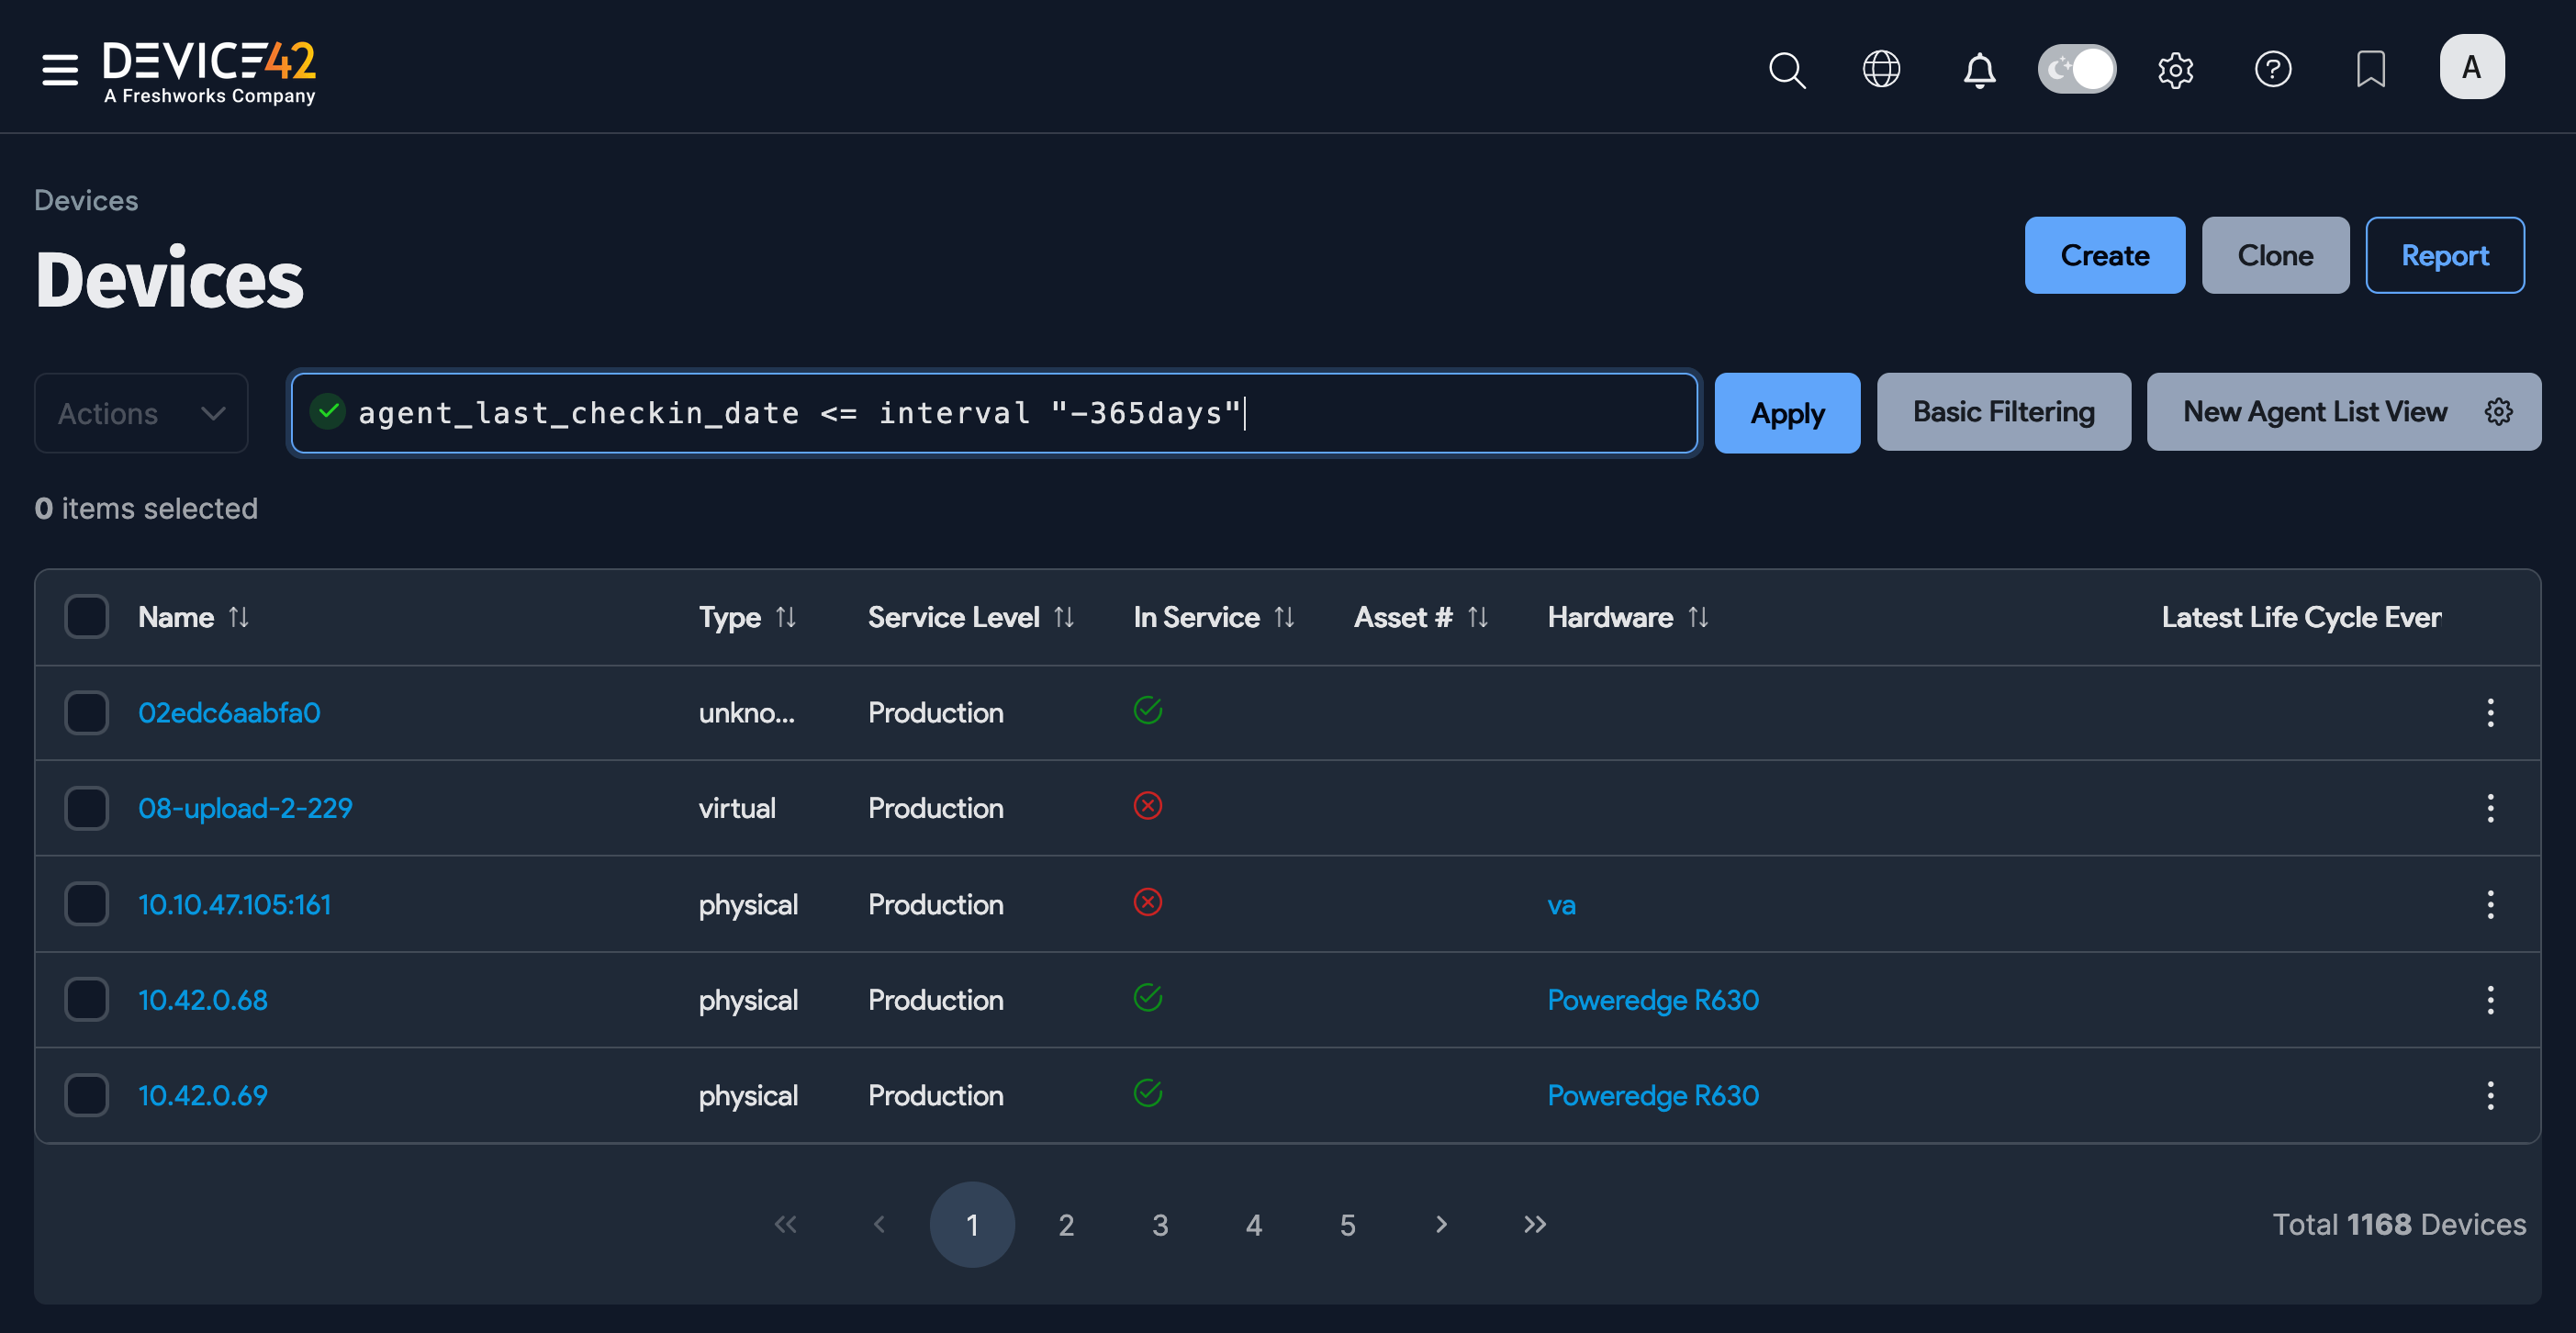 DEVICE42
A Freshworks Company
A
Devices
Devices
Create
Clone
Report
Actions
agent_last_checkin_date <= interval "-365days"
Apply
Basic Filtering
New Agent List View
0 items selected
Name Type Service Level In Service Asset # Hardware Latest Life Cycle Even
02edc6aabfa0 unkno... Production
08-upload-2-229 virtual Production
10.10.47.105:161 physical Production va
10.42.0.68 physical Production Poweredge R630
10.42.0.69 physical Production Poweredge R630
« ‹ 1 2 3 4 5 › » Total 1168 Devices